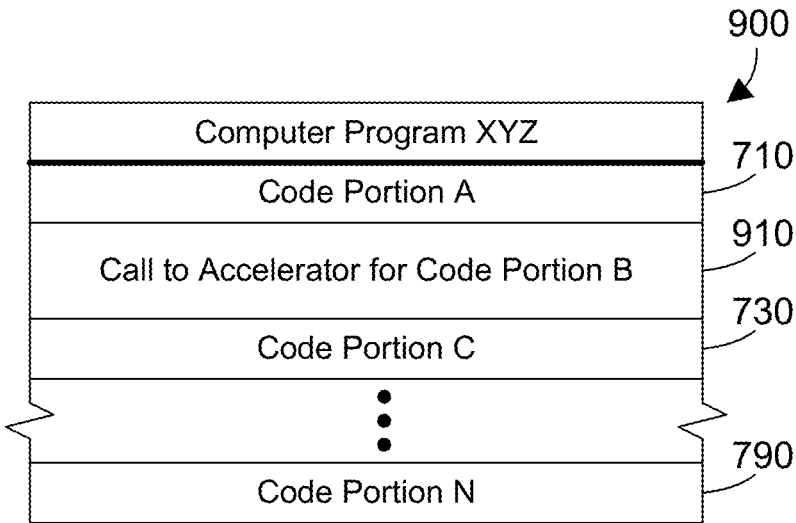 900
Computer Program XYZ
710
Code Portion A
910
Call to Accelerator for Code Portion B
730
Code Portion C
790
Code Portion N